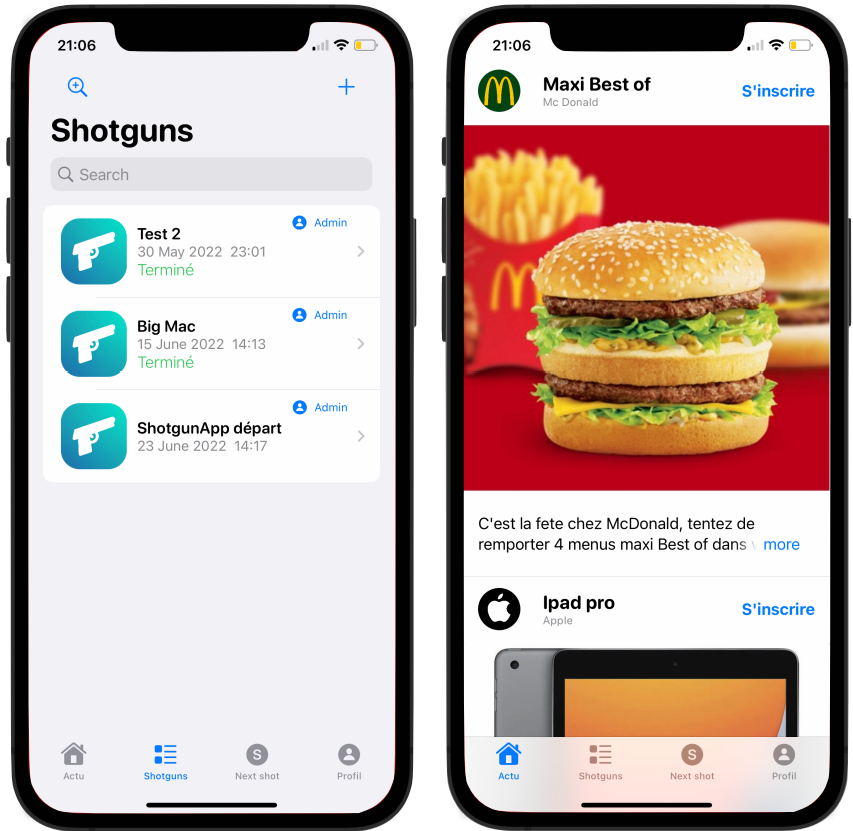 21:06
Shotguns
Search
Admin
Test 2
30 May 2022 23:01
Terminé
Admin
Big Mac
15 June 2022 14:13
Terminé
Admin
ShotgunApp départ
23 June 2022 14:17
Actu
Shotguns
S
Next shot
Profil
21:06
Maxi Best of
Mc Donald
S'inscrire
C'est la fete chez McDonald, tentez de
remporter 4 menus maxi Best of dans more
Ipad pro
Apple
S'inscrire
Actu
Shotguns
S
Next shot
Profil